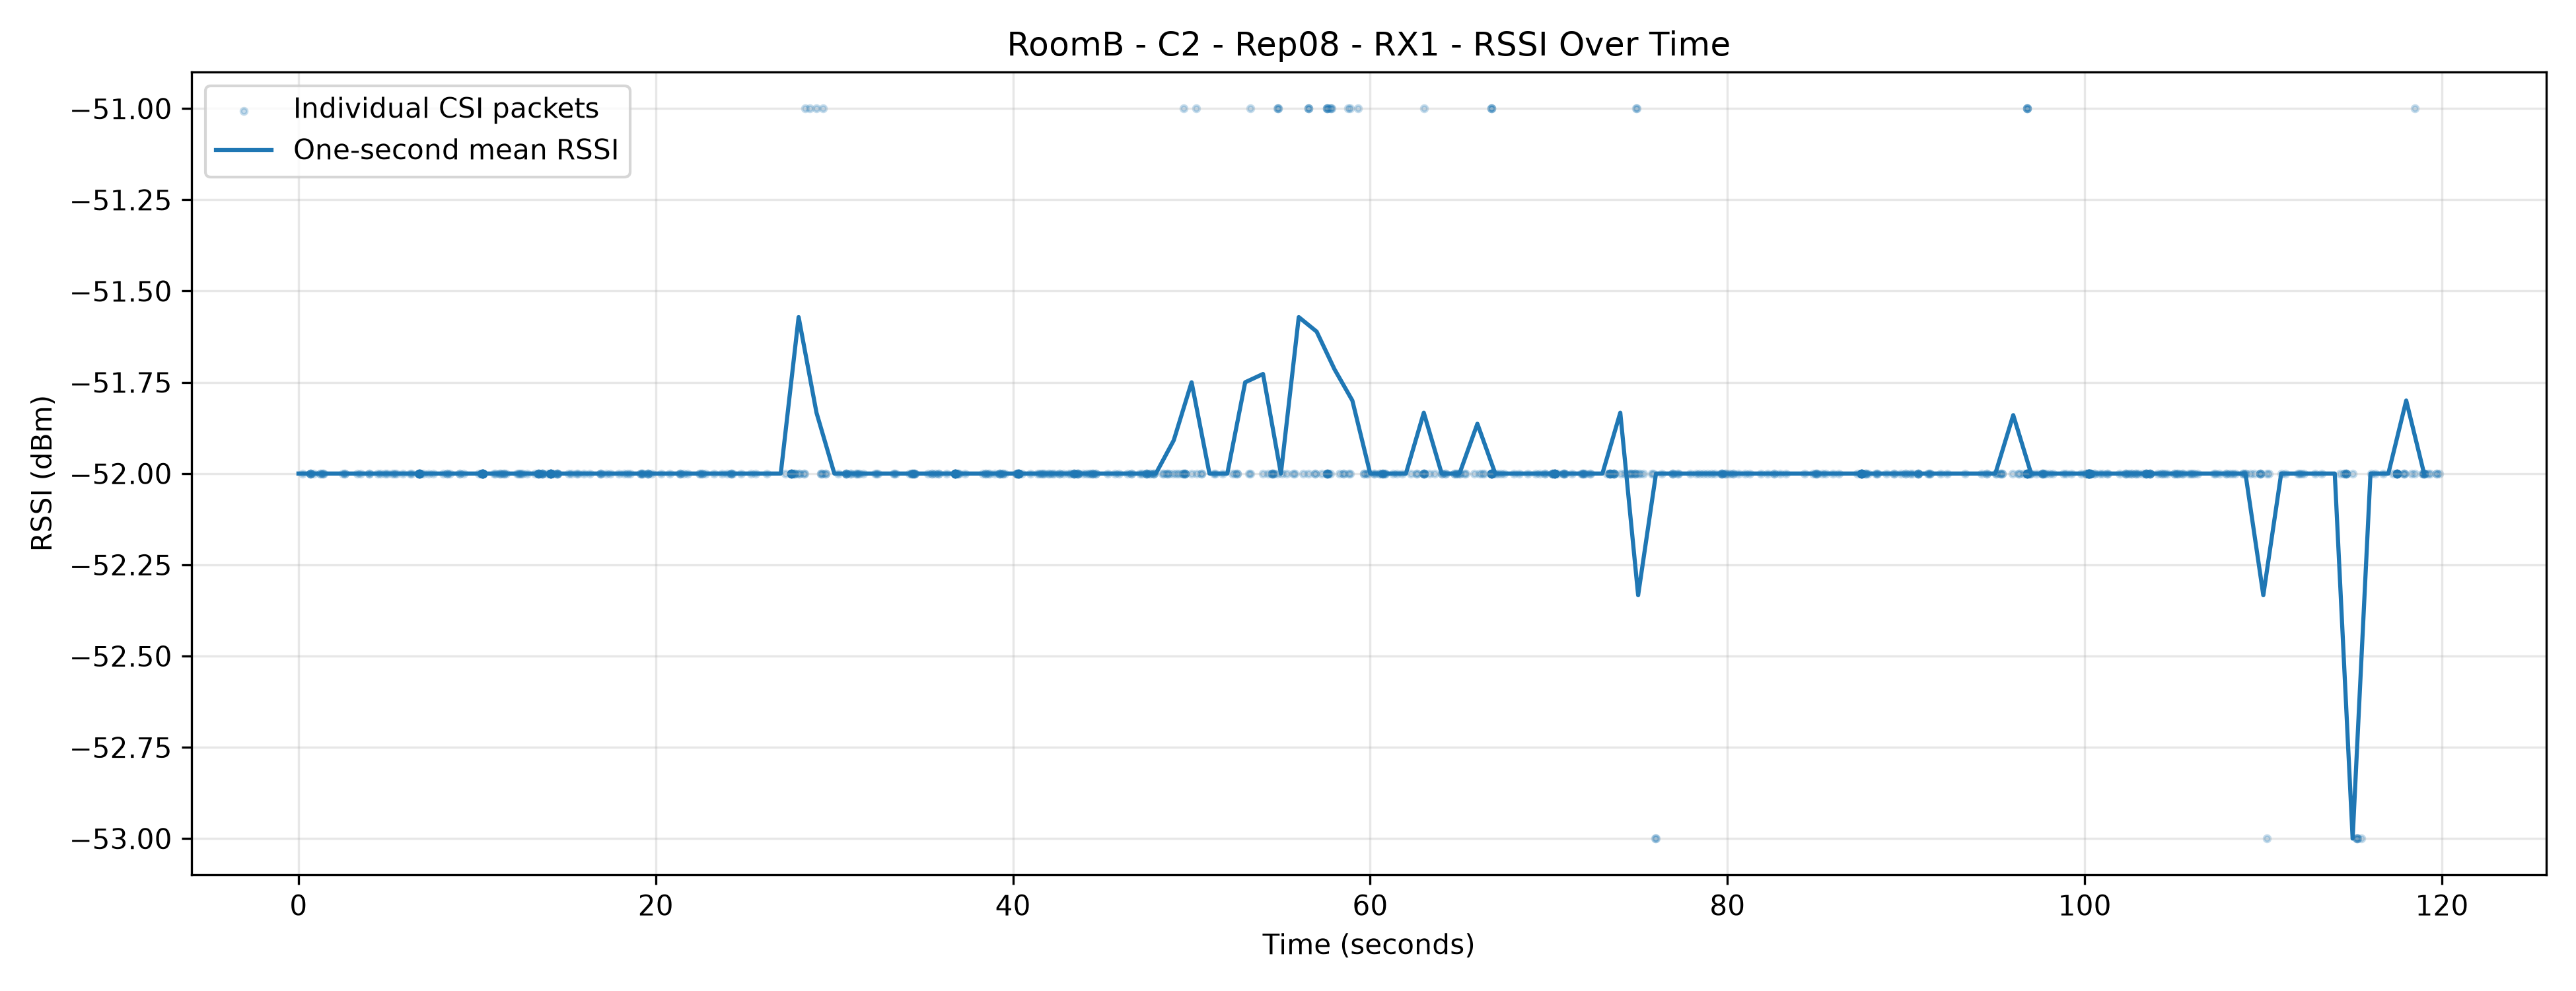 RoomB - C2 - Rep08 - RX1 - RSSI Over Time
Individual CSI packets
One-second mean RSSI
RSSI (dBm)
−51.00
−51.25
−51.50
−51.75
−52.00
−52.25
−52.50
−52.75
−53.00
0 20 40 60 80 100 120
Time (seconds)